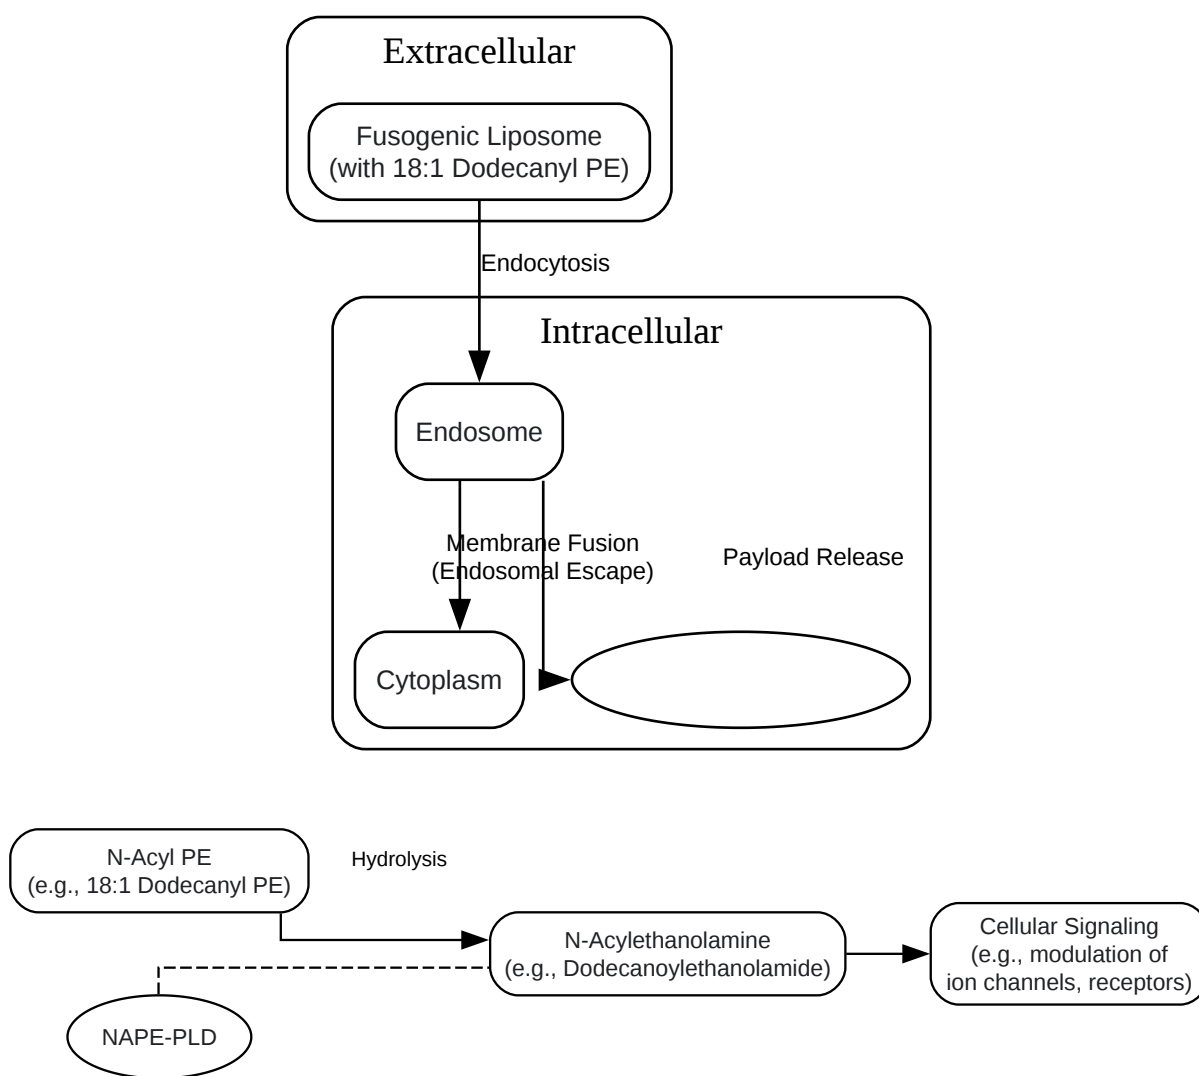 Extracellular
Fusogenic Liposome
(with 18:1 Dodecanyl PE)
Endocytosis
Intracellular
Endosome
Membrane Fusion
(Endosomal Escape)
Payload Release
Cytoplasm
N-Acyl PE
(e.g., 18:1 Dodecanyl PE)
Hydrolysis
N-Acylethanolamine
(e.g., Dodecanoylethanolamide)
Cellular Signaling
(e.g., modulation of
ion channels, receptors)
NAPE-PLD